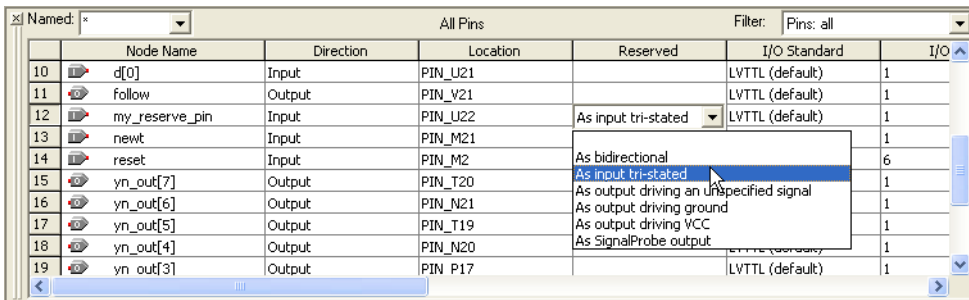 Named: * All Pins Filter: Pins: all
Node Name Direction Location Reserved I/O Standard I/O
10 d[0] Input PIN_U21 LVTTL (default) 1
11 follow Output PIN_V21 LVTTL (default) 1
12 my_reserve_pin Input PIN_U22 As input tri-stated LVTTL (default) 1
13 newt Input PIN_M21 1
14 reset Input PIN_M2 As bidirectional 6
15 yn_out[7] Output PIN_T20 As input tri-stated 1
As output driving an unspecified signal
16 yn_out[6] Output PIN_N21 As output driving ground 1
17 yn_out[5] Output PIN_T19 As output driving VCC 1
18 yn_out[4] Output PIN_N20 As SignalProbe output LVTTL (default) 1
19 yn_out[3] Output PIN_P17 LVTTL (default) 1